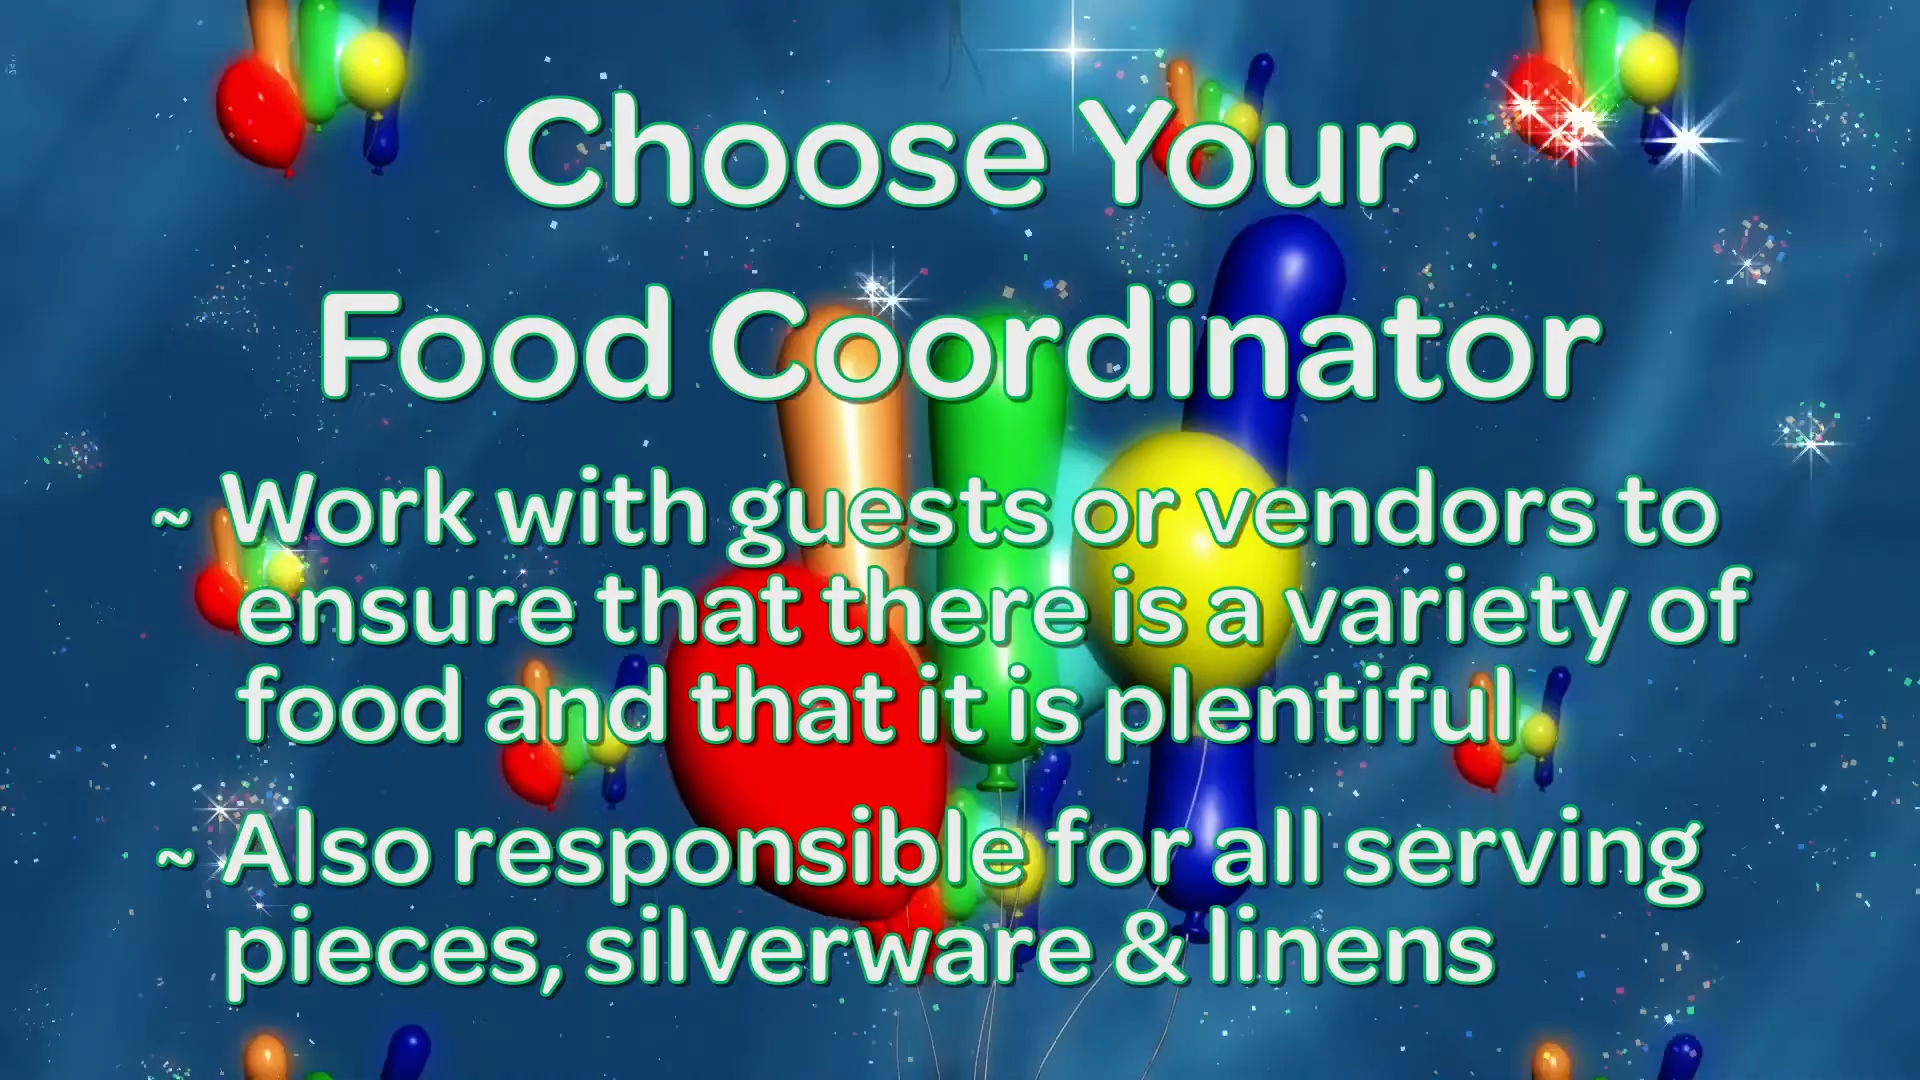 Choose Your
Food Coordinator
~ Work with guests or vendors to
ensure that there is a variety of
food and that it is plentiful
~ Also responsible for all serving
pieces, silverware & linens